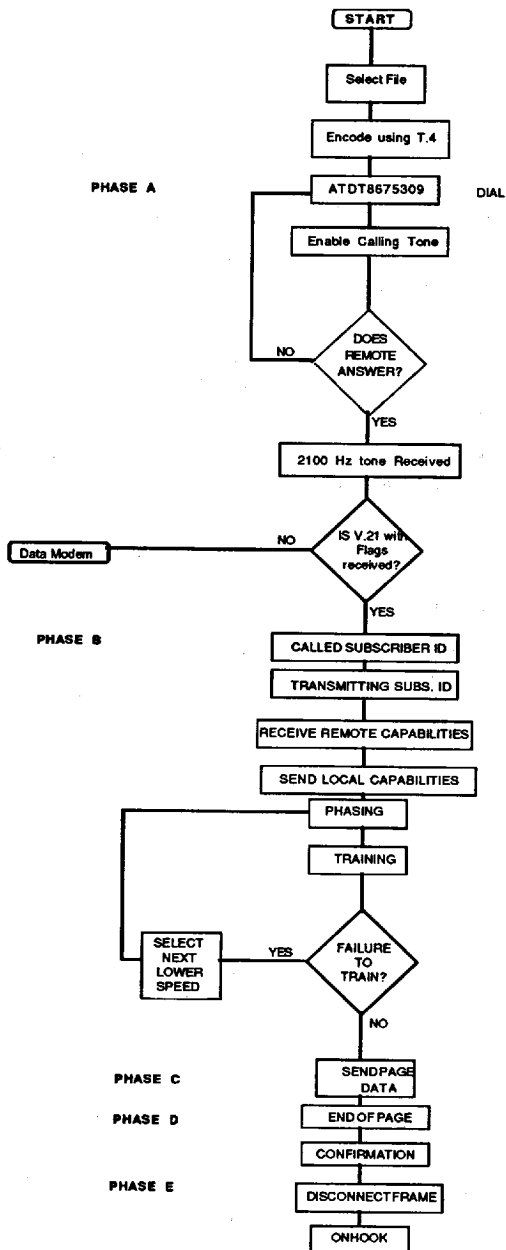 START
Select File
Encode using T.4
PHASE A
ATDT8675309
DIAL
Enable Calling Tone
DOES
REMOTE
ANSWER?
NO
YES
2100 Hz tone Received
IS V.21 with
Flags
received?
NO
Data Modem
YES
PHASE B
CALLED SUBSCRIBER ID
TRANSMITTING SUBS. ID
RECEIVE REMOTE CAPABILITIES
SEND LOCAL CAPABILITIES
PHASING
TRAINING
SELECT
NEXT
LOWER
SPEED
YES
FAILURE
TO
TRAIN?
NO
PHASE C
SEND PAGE
DATA
PHASE D
END OF PAGE
CONFIRMATION
PHASE E
DISCONNECT FRAME
ONHOOK